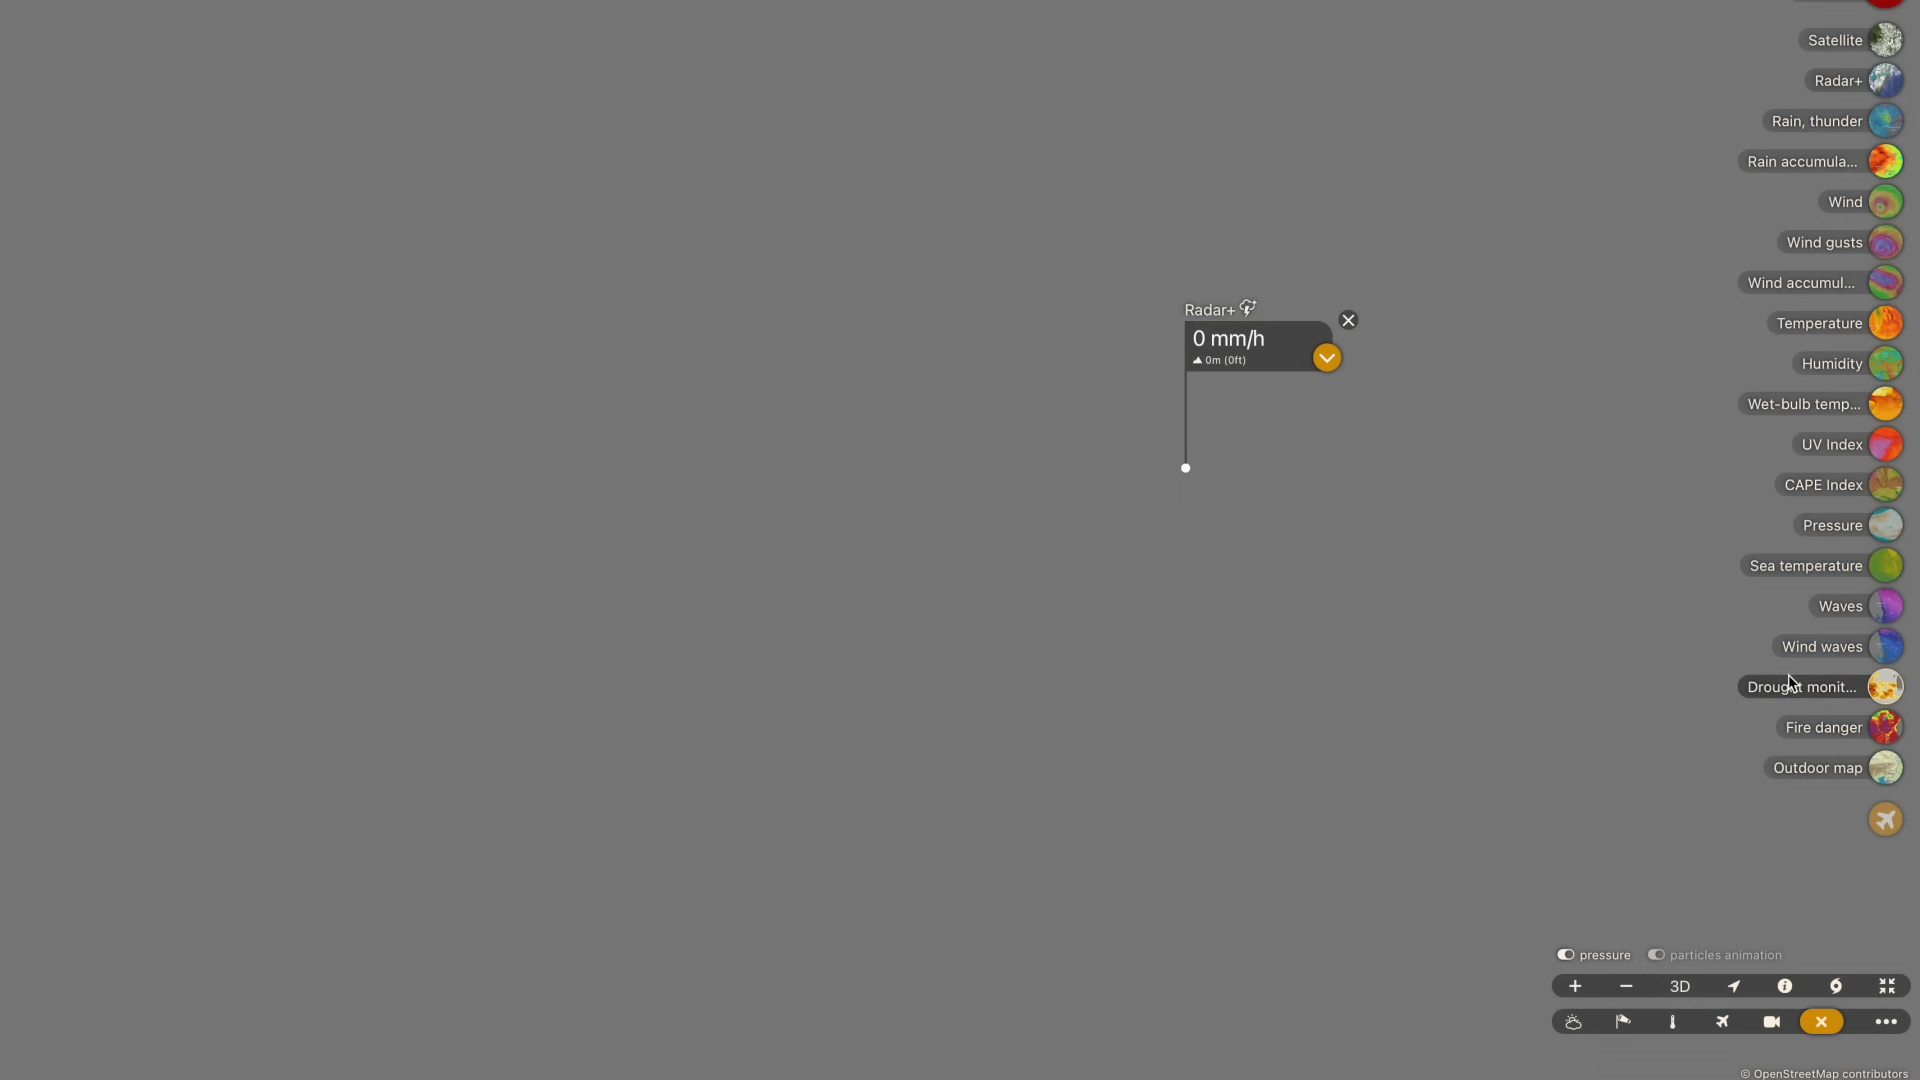 Satellite
Radar+
Rain, thunder
Rain accumula...
Wind
Wind gusts
Wind accumul...
Radar+
0 mm/h
0m (0ft)
Temperature
Humidity
Wet-bulb temp...
UV Index
CAPE Index
Pressure
Sea temperature
Waves
Wind waves
Drought monit...
Fire danger
Outdoor map
pressure
particles animation
3D
© OpenStreetMap contributors